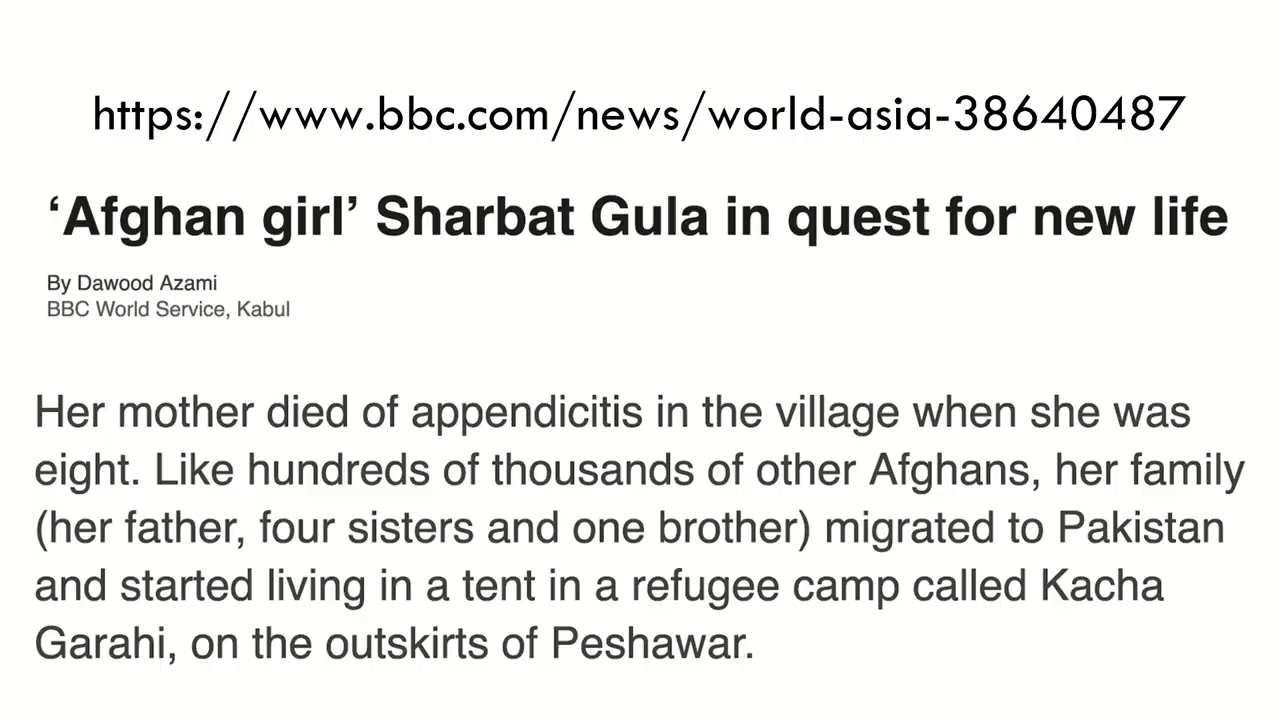 https://www.bbc.com/news/world-asia-38640487
‘Afghan girl’ Sharbat Gula in quest for new life
By Dawood Azami
BBC World Service, Kabul
Her mother died of appendicitis in the village when she was
eight. Like hundreds of thousands of other Afghans, her family
(her father, four sisters and one brother) migrated to Pakistan
and started living in a tent in a refugee camp called Kacha
Garahi, on the outskirts of Peshawar.